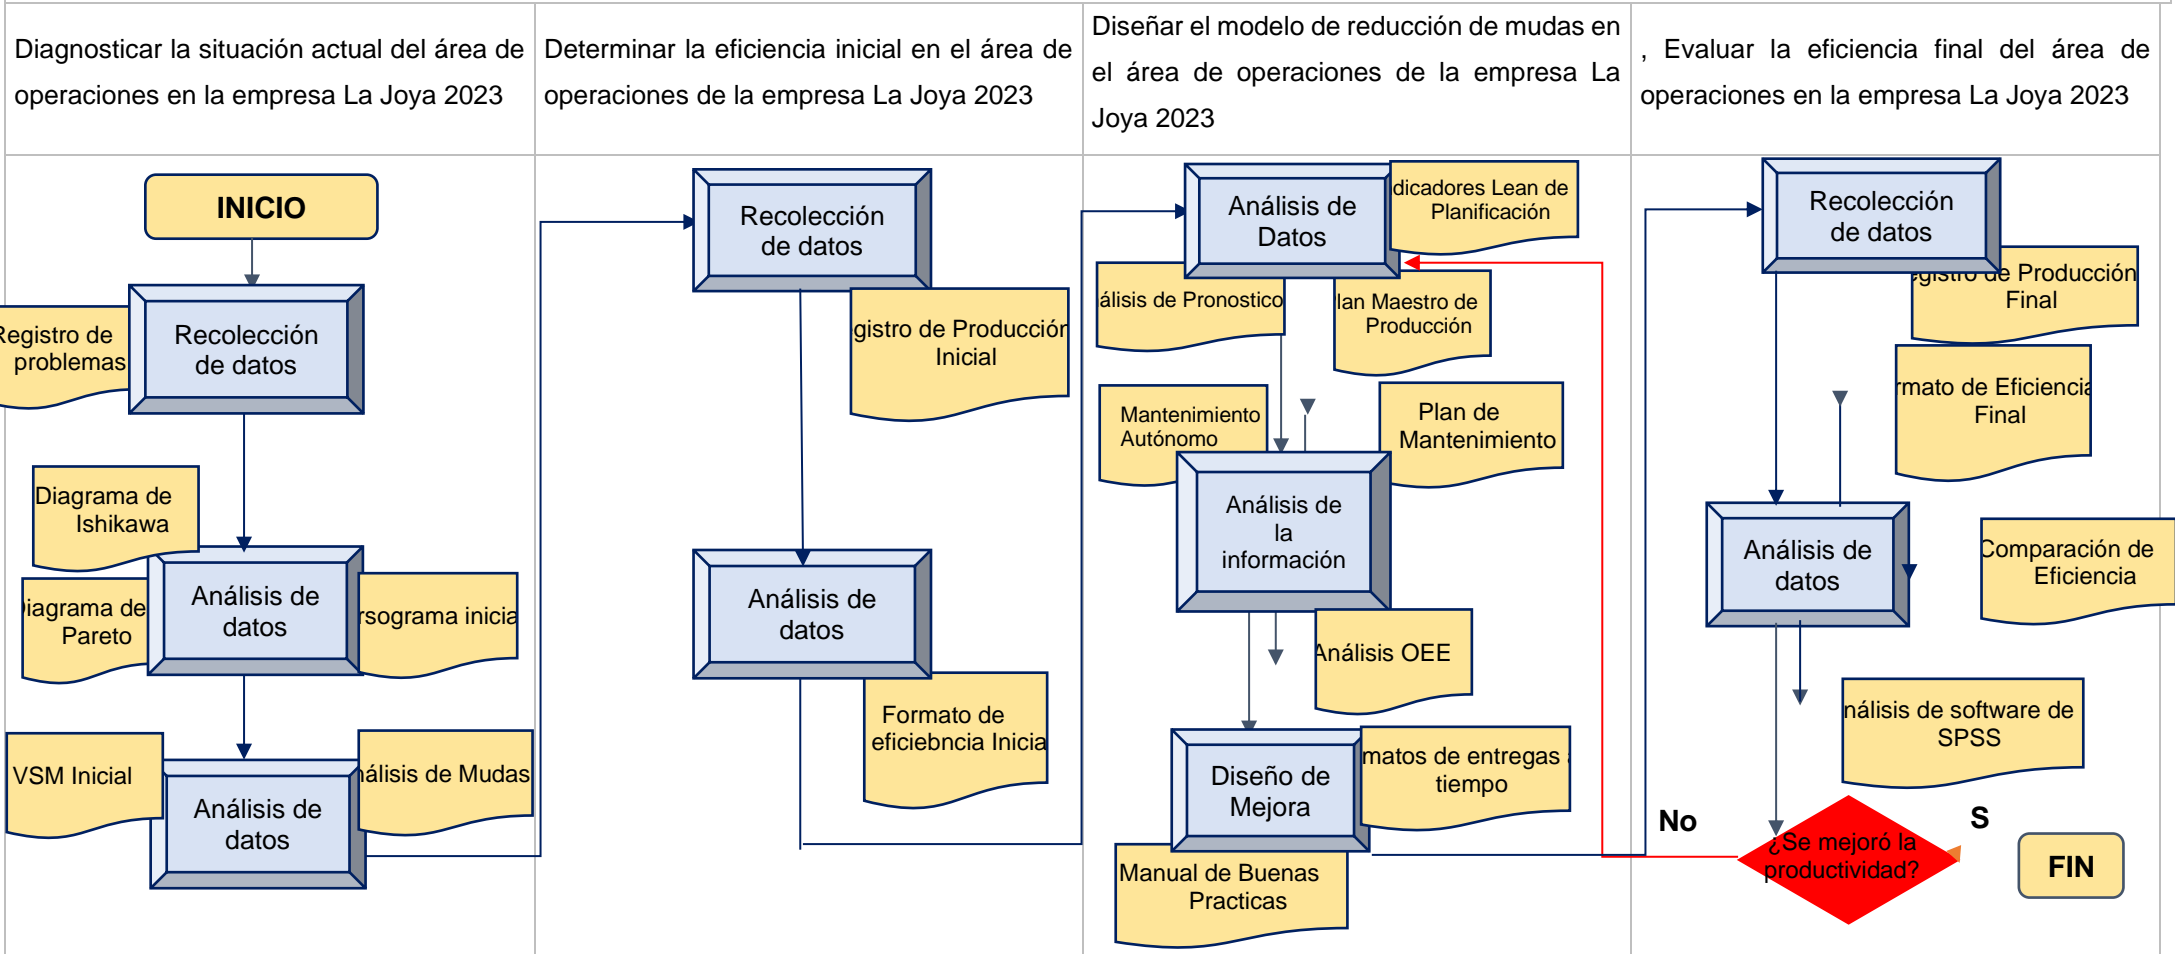 Diagnosticar la situación actual del área de
operaciones en la empresa La Joya 2023
Determinar la eficiencia inicial en el área de
operaciones de la empresa La Joya 2023
Diseñar el modelo de reducción de mudas en
el área de operaciones de la empresa La
Joya 2023
, Evaluar la eficiencia final del área de
operaciones en la empresa La Joya 2023
INICIO
Recolección
de datos
Registro de
problemas
Diagrama de
Ishikawa
Análisis de
datos
iagrama de
Pareto
rsograma inicia
VSM Inicial
Análisis de
datos
nálisis de Mudas
Recolección
de datos
gistro de Producción
Inicial
Análisis de
datos
Formato de
eficiebncia Inicia
Análisis de
Datos
dicadores Lean de
Planificación
álisis de Pronostico
lan Maestro de
Producción
Mantenimiento
Autónomo
Plan de
Mantenimiento
Análisis de
la
información
Análisis OEE
Diseño de
Mejora
matos de entregas a
tiempo
Manual de Buenas
Practicas
Recolección
de datos
egistro de Producción
Final
rmato de Eficiencia
Final
Análisis de
datos
Comparación de
Eficiencia
nálisis de software de
SPSS
No
¿Se mejoró la
productividad?
S
FIN